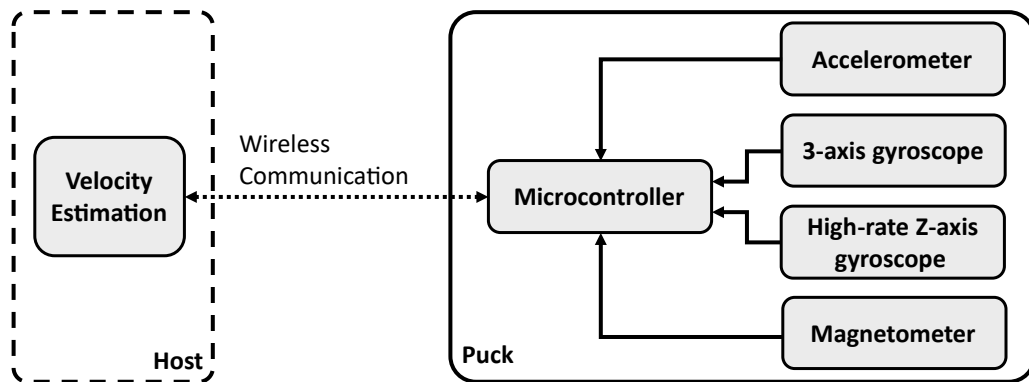 Velocity
Estimation
Host
Wireless
Communication
Microcontroller
Accelerometer
3-axis gyroscope
High-rate Z-axis
gyroscope
Magnetometer
Puck